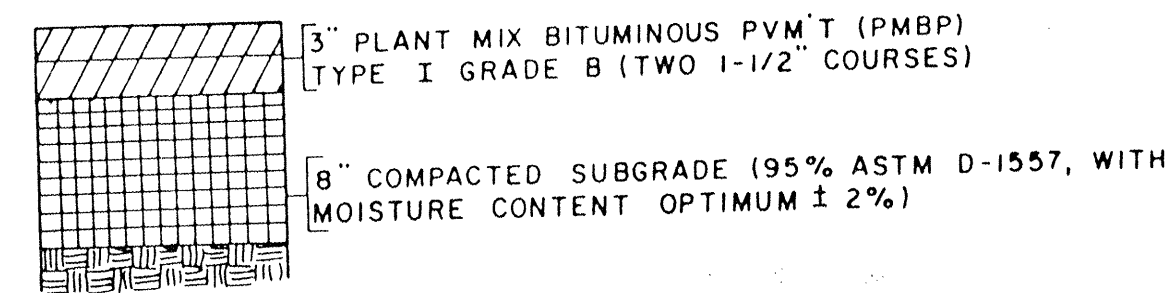 3" PLANT MIX BITUMINOUS PVM'T (PMBP)
TYPE I GRADE B (TWO 1-1/2" COURSES)
8" COMPACTED SUBGRADE (95% ASTM D-1557, WITH
MOISTURE CONTENT OPTIMUM ± 2%)